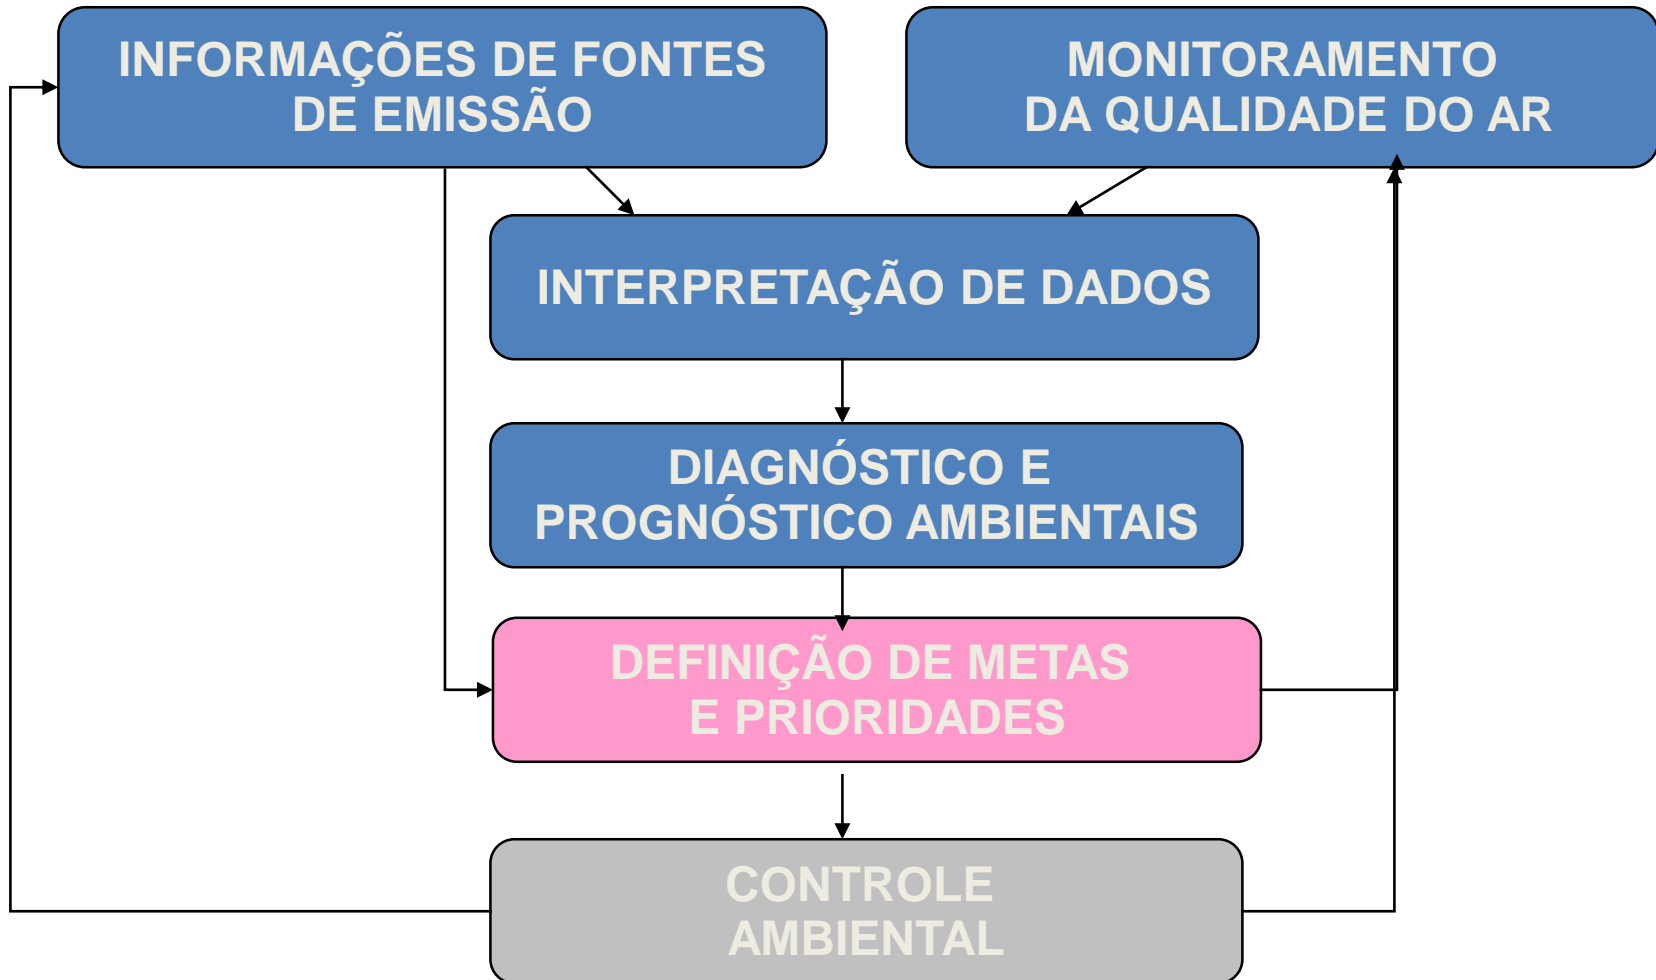 INFORMAÇÕES DE FONTES
DE EMISSÃO
MONITORAMENTO
DA QUALIDADE DO AR
INTERPRETAÇÃO DE DADOS
DIAGNÓSTICO E
PROGNÓSTICO AMBIENTAIS
DEFINIÇÃO DE METAS
E PRIORIDADES
CONTROLE
AMBIENTAL